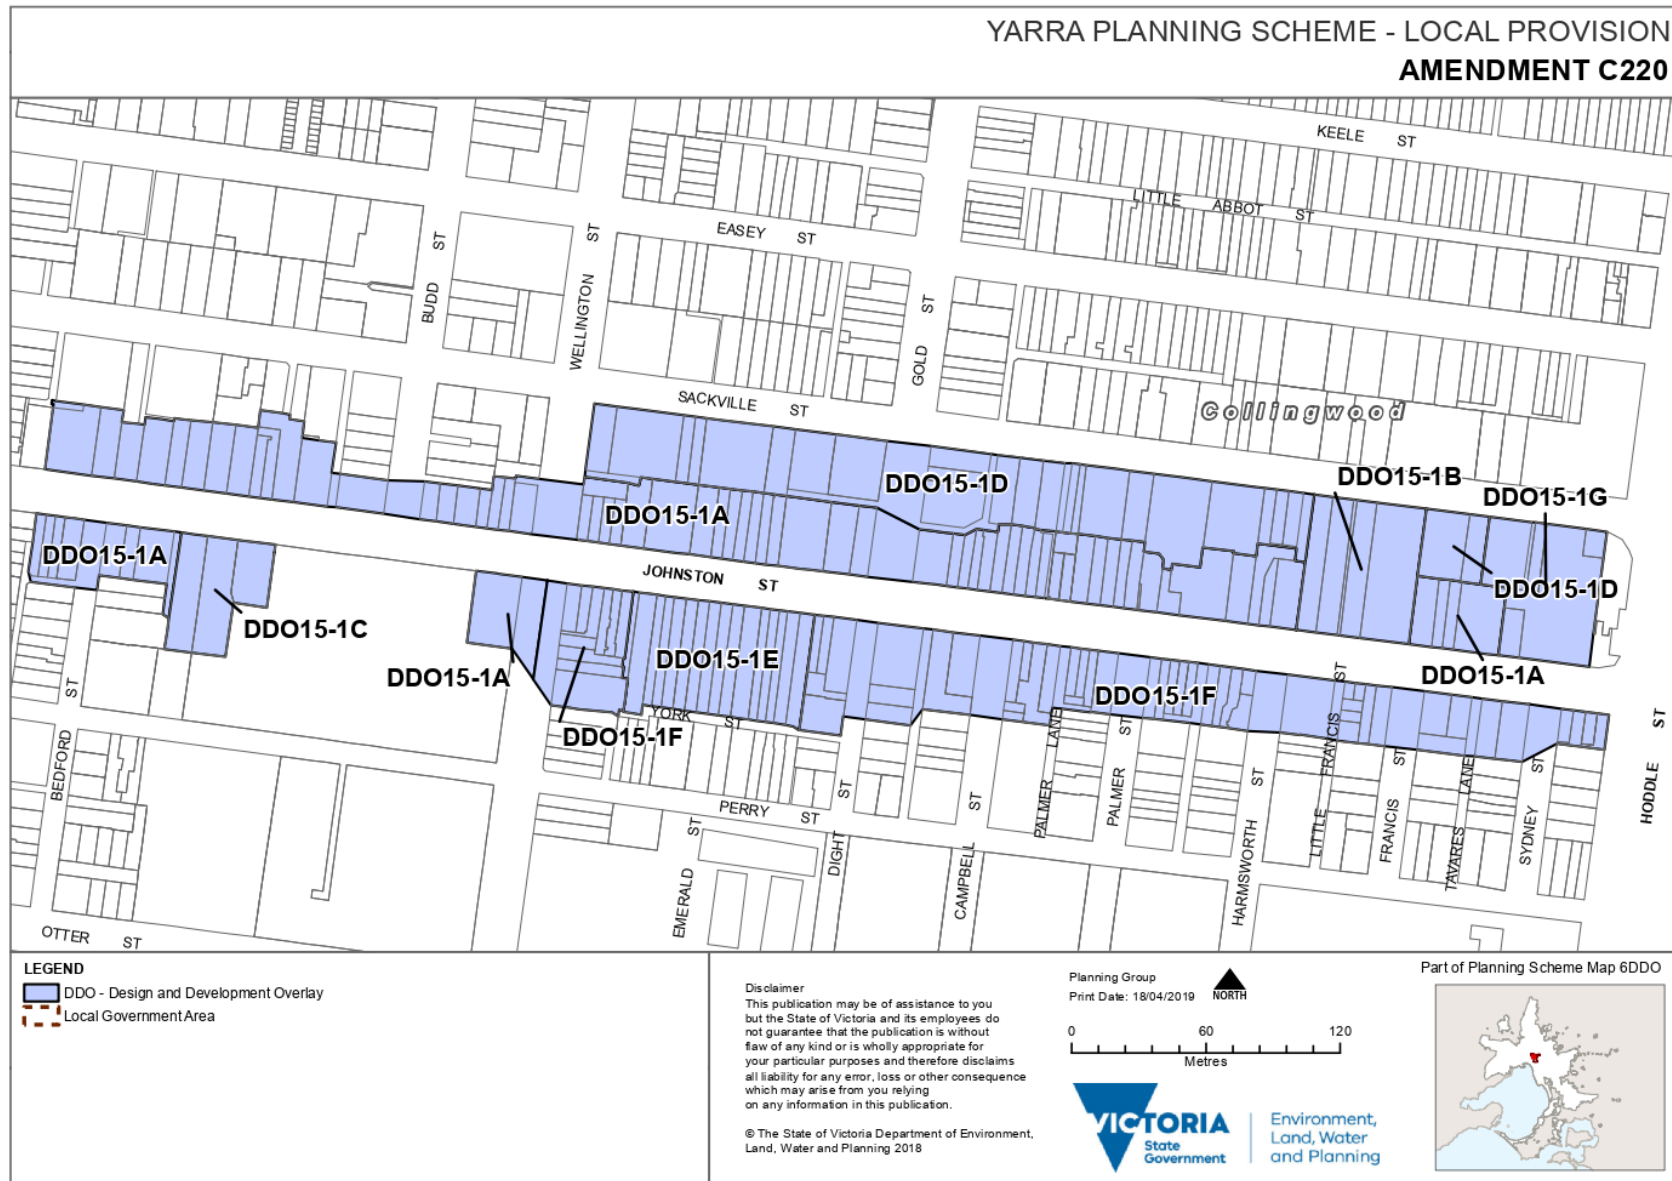 YARRA PLANNING SCHEME - LOCAL PROVISION
AMENDMENT C220
KEELE ST
LITTLE ABBOT ST
EASEY ST
BUDD ST
WELLINGTON ST
GOLD ST
SACKVILLE ST
Collingwood
DDO15-1B
DDO15-1G
DDO15-1D
DDO15-1A
DDO15-1A
JOHNSTON ST
DDO15-1D
DDO15-1C
DDO15-1E
DDO15-1A
DDO15-1A
DDO15-1F
DDO15-1F
YORK ST
BEDFORD ST
PERRY ST
EMERALD ST
DIGHT ST
CAMPBELL ST
PALMER LANE
PALMER ST
HARMSWORTH ST
LITTLE FRANCIS ST
FRANCIS ST
TAVARES LANE
SYDNEY ST
HODDLE ST
OTTER ST
LEGEND
DDO - Design and Development Overlay
Local Government Area
Disclaimer
This publication may be of assistance to you
but the State of Victoria and its employees do
not guarantee that the publication is without
flaw of any kind or is wholly appropriate for
your particular purposes and therefore disclaims
all liability for any error, loss or other consequence
which may arise from you relying
on any information in this publication.
© The State of Victoria Department of Environment,
Land, Water and Planning 2018
Planning Group
Print Date: 18/04/2019
NORTH
0 60 120
Metres
VICTORIA
State
Government
Environment,
Land, Water
and Planning
Part of Planning Scheme Map 6DDO